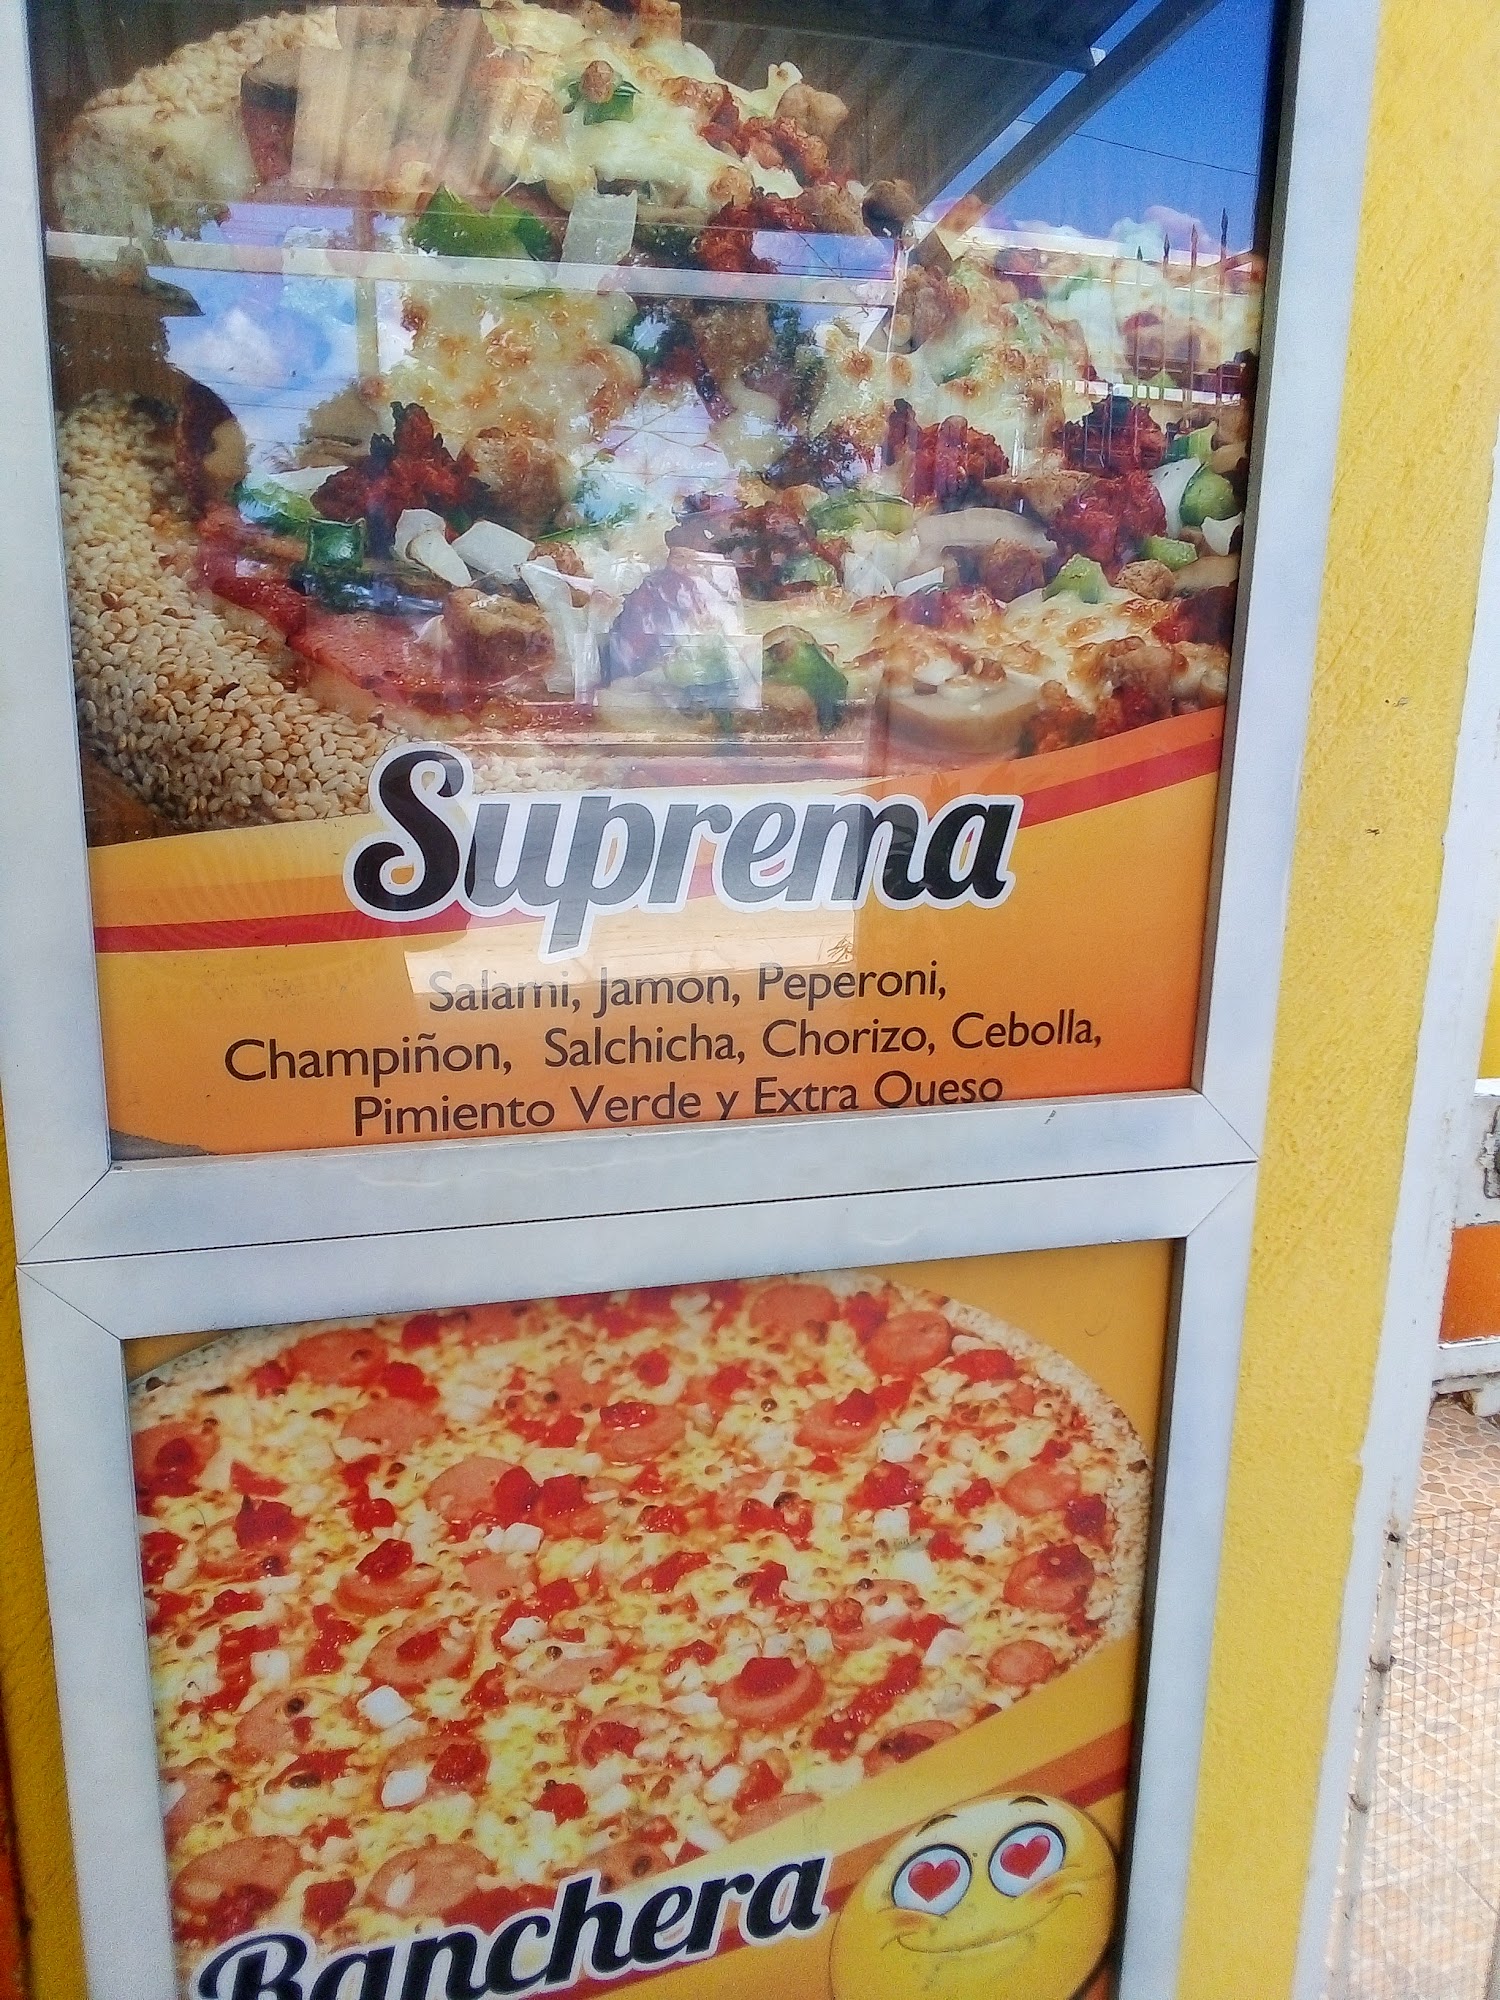 Suprema
Salami, Jamon, Peperoni,
Champiñon, Salchicha, Chorizo, Cebolla,
Pimiento Verde y Extra Queso
Ranchera